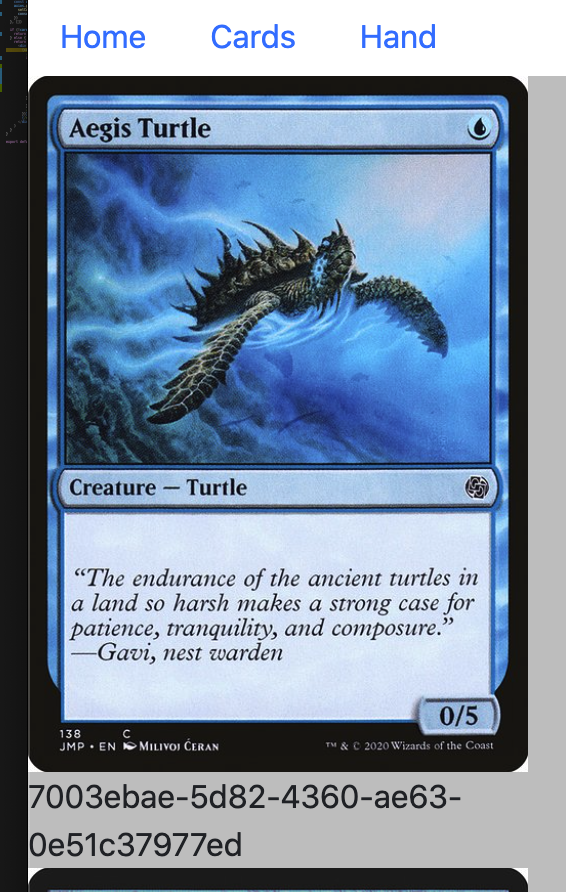 Home Cards Hand
Aegis Turtle
Creature — Turtle
“The endurance of the ancient turtles in
a land so harsh makes a strong case for
patience, tranquility, and composure.”
—Gavi, nest warden
0/5
138 C
JMP • EN Milivoj Ćeran ™ & © 2020 Wizards of the Coast
7003ebae-5d82-4360-ae63-
0e51c37977ed